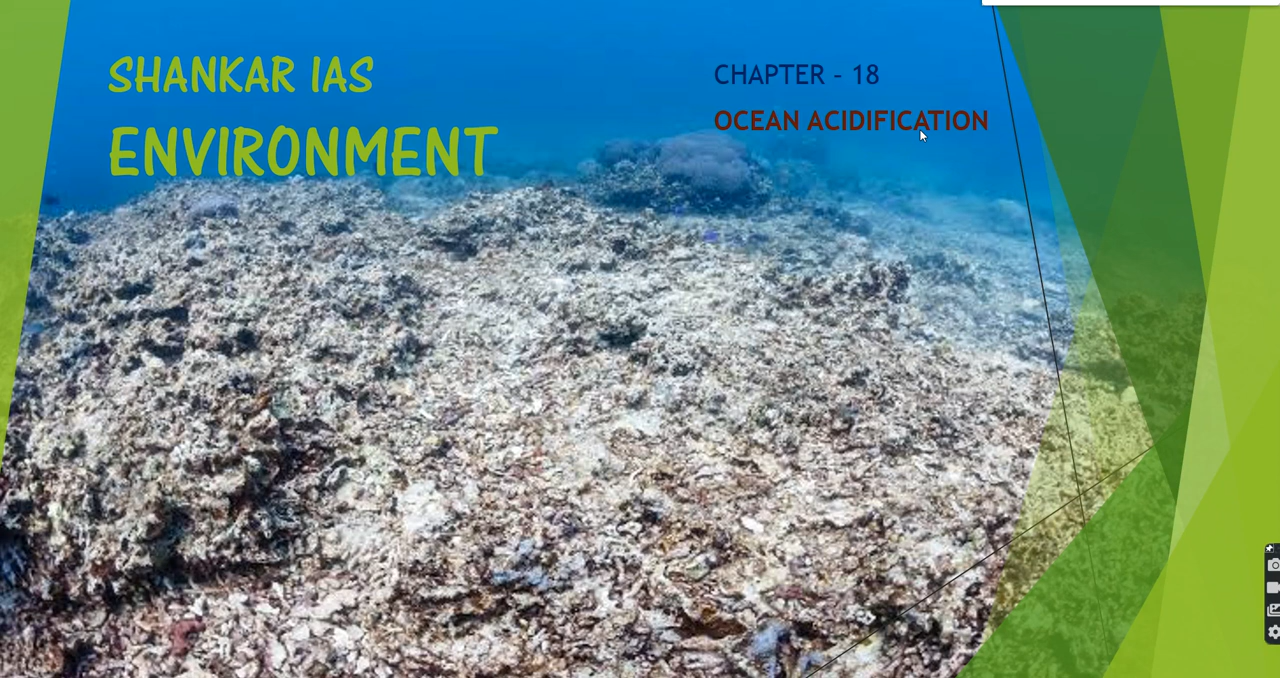 SHANKAR IAS
ENVIRONMENT
CHAPTER – 18
OCEAN ACIDIFICATION